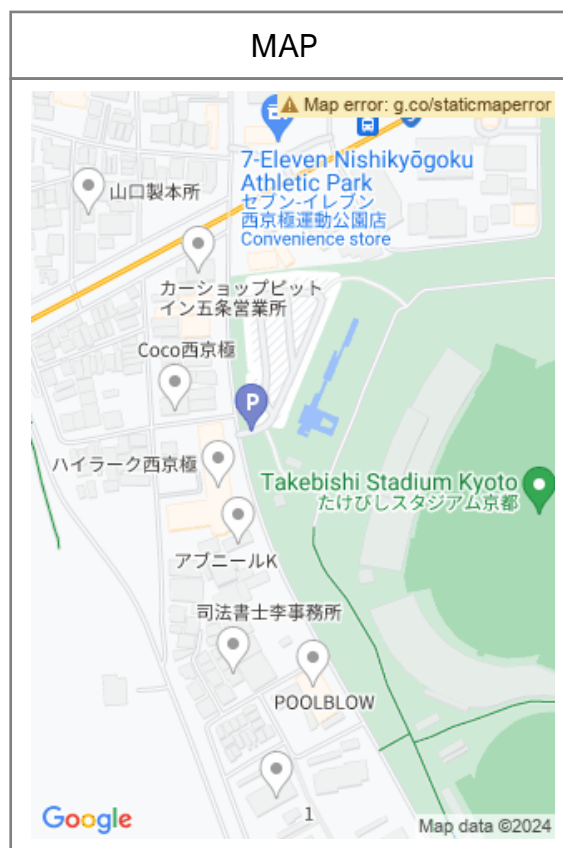 MAP
Map error: g.co/staticmaperror
7-Eleven Nishikyōgoku
Athletic Park
セブン-イレブン
西京極運動公園店
Convenience store
山口製本所
カーショップピット
イン五条営業所
Coco西京極
P
ハイラーク西京極
Takebishi Stadium Kyoto
たけびしスタジアム京都
アブニールK
司法書士李事務所
POOLBLOW
1
Google
Map data ©2024